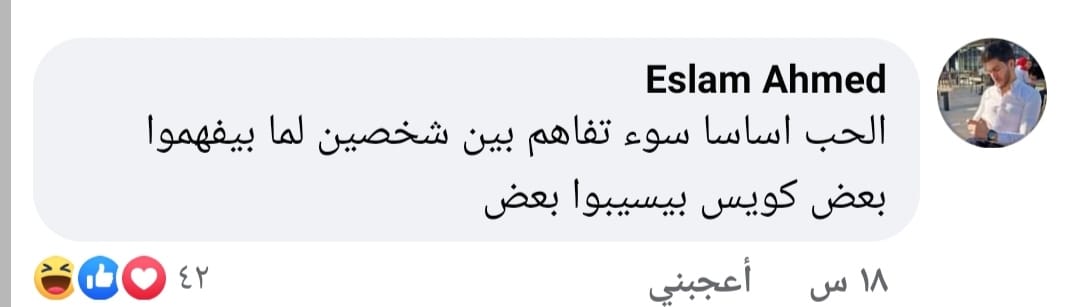 Eslam Ahmed
الحب اساسا سوء تفاهم بين شخصين لما بيفهموا
بعض كويس بيسيبوا بعض
١٨ س أعجبني ٤٢